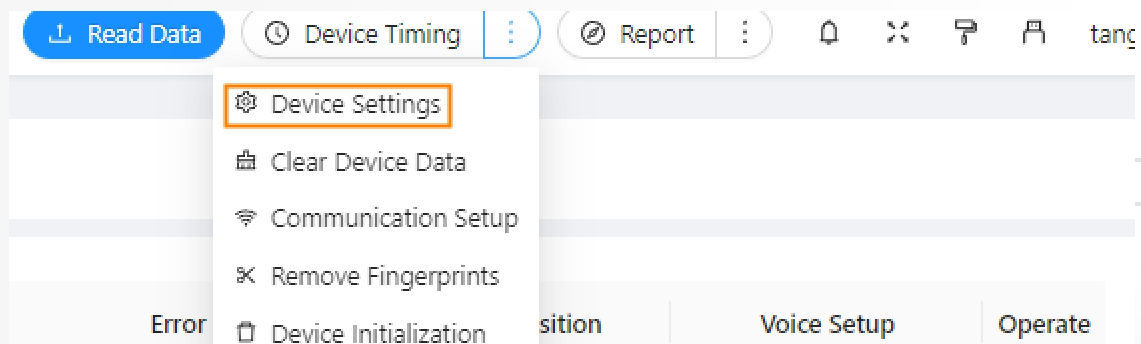 Read Data Device Timing Report tang
Device Settings
Clear Device Data
Communication Setup
Remove Fingerprints
Device Initialization
Error sition Voice Setup Operate